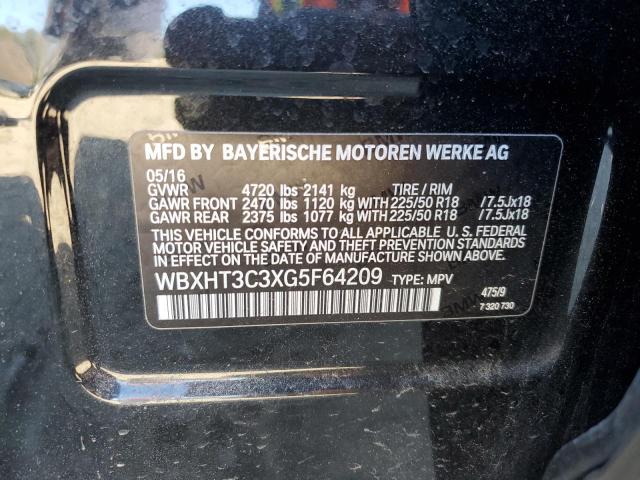 MFD BY BAYERISCHE MOTOREN WERKE AG
05/16
GVWR 4720 lbs 2141 kg TIRE / RIM
GAWR FRONT 2470 lbs 1120 kg WITH 225/50 R18 /7.5Jx18
GAWR REAR 2375 lbs 1077 kg WITH 225/50 R18 /7.5Jx18
THIS VEHICLE CONFORMS TO ALL APPLICABLE U. S. FEDERAL
MOTOR VEHICLE SAFETY AND THEFT PREVENTION STANDARDS
IN EFFECT ON THE DATE OF MANUFACTURE SHOWN ABOVE.
WBXHT3C3XG5F64209 TYPE: MPV
475/9
7 320 730